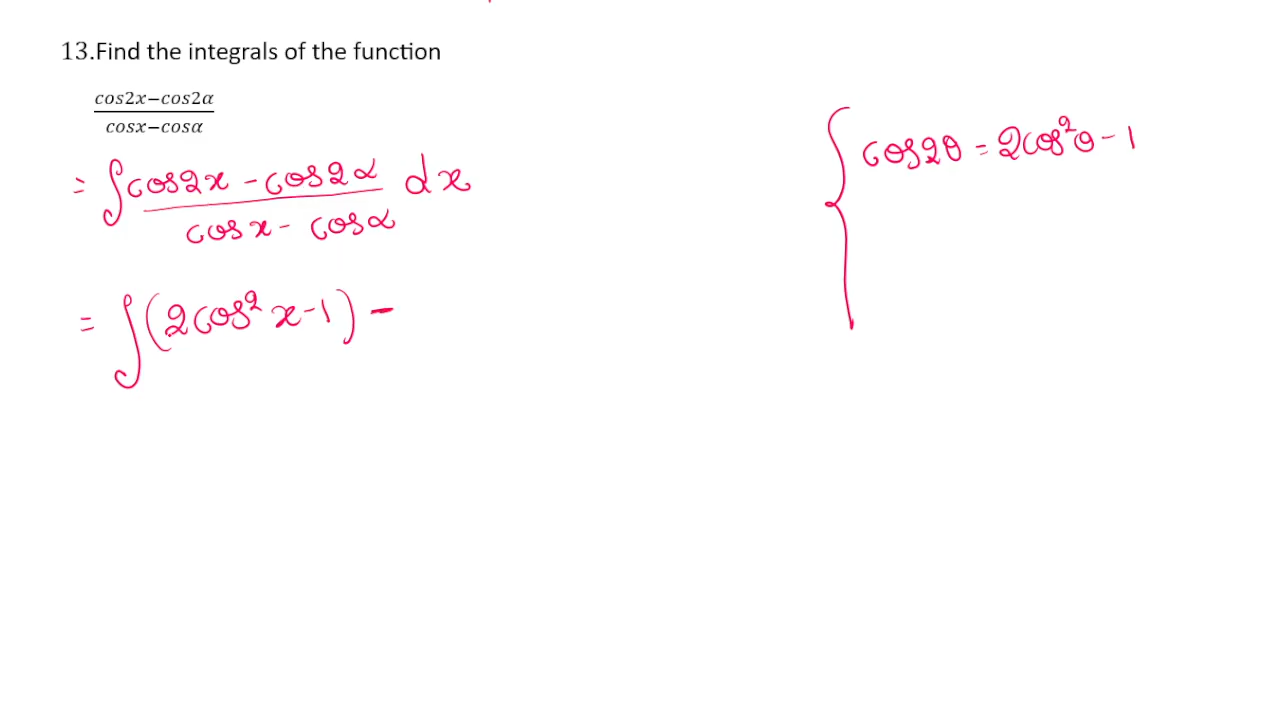 13.Find the integrals of the function
cos2x−cos2α
cosx−cosα
= ∫ cos2x - cos2α dx
cosx - cosα
= ∫ (2cos²x-1) -
cos2θ = 2cos²θ - 1